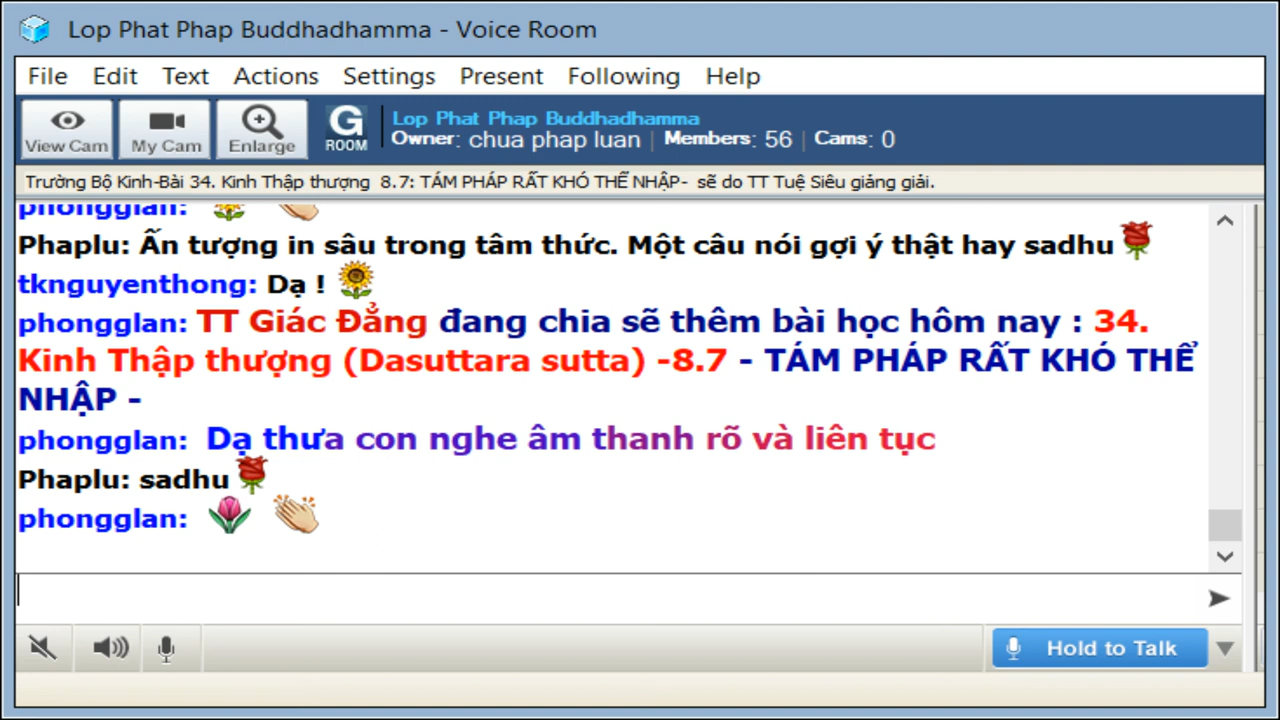 Lop Phat Phap Buddhadhamma - Voice Room
File Edit Text Actions Settings Present Following Help
View Cam My Cam Enlarge G ROOM
Lop Phat Phap Buddhadhamma
Owner: chua phap luan | Members: 56 | Cams: 0
Trường Bộ Kinh-Bài 34. Kinh Thập thượng 8.7: TÁM PHÁP RẤT KHÓ THỂ NHẬP- sẽ do TT Tuệ Siêu giảng giải.
phongglan:
Phaplu: Ấn tượng in sâu trong tâm thức. Một câu nói gợi ý thật hay sadhu
tknguyenthong: Dạ !
phongglan: TT Giác Đẳng đang chia sẽ thêm bài học hôm nay : 34.
Kinh Thập thượng (Dasuttara sutta) -8.7 - TÁM PHÁP RẤT KHÓ THỂ
NHẬP -
phongglan: Dạ thưa con nghe âm thanh rõ và liên tục
Phaplu: sadhu
phongglan:
Hold to Talk